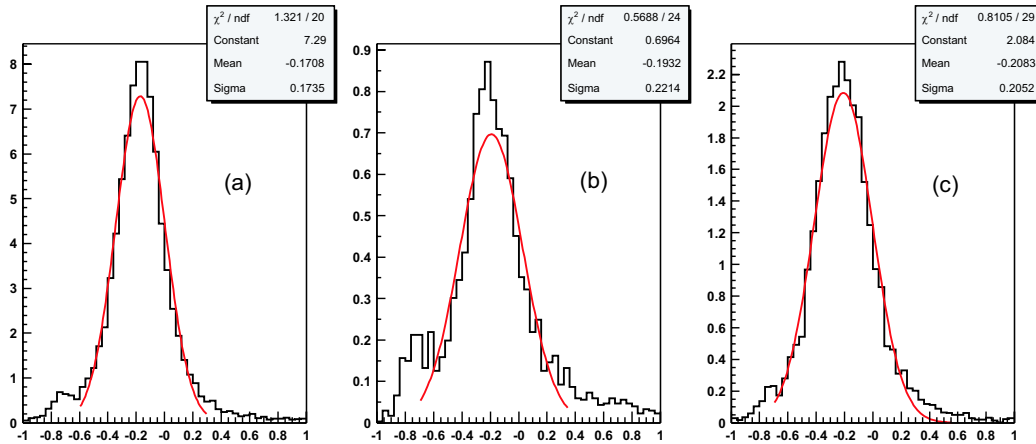 χ² / ndf 1.321 / 20
Constant 7.29
Mean -0.1708
Sigma 0.1735
χ² / ndf 0.5688 / 24
Constant 0.6964
Mean -0.1932
Sigma 0.2214
χ² / ndf 0.8105 / 29
Constant 2.084
Mean -0.2083
Sigma 0.2052
8
7
6
5
4
3
2
1
0
(a)
-1 -0.8 -0.6 -0.4 -0.2 -0 0.2 0.4 0.6 0.8 1
0.9
0.8
0.7
0.6
0.5
0.4
0.3
0.2
0.1
0
(b)
-1 -0.8 -0.6 -0.4 -0.2 -0 0.2 0.4 0.6 0.8 1
2.2
2
1.8
1.6
1.4
1.2
1
0.8
0.6
0.4
0.2
0
(c)
-1 -0.8 -0.6 -0.4 -0.2 -0 0.2 0.4 0.6 0.8 1